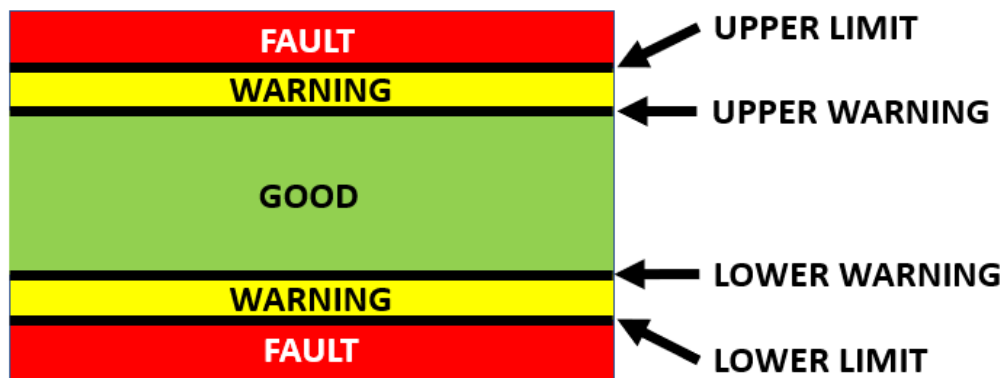 FAULT
UPPER LIMIT
WARNING
UPPER WARNING
GOOD
LOWER WARNING
WARNING
FAULT
LOWER LIMIT